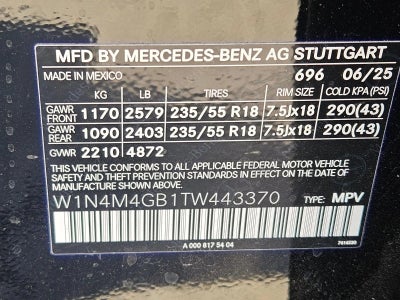 MFD BY MERCEDES-BENZ AG STUTTGART
MADE IN MEXICO 696 06/25
KG LB TIRES RIM SIZE COLD KPA(PSI)
GAWR FRONT 1170 2579 235/55 R18 7.5Jx18 290(43)
GAWR REAR 1090 2403 235/55 R18 7.5Jx18 290(43)
GVWR 2210 4872
THIS VEHICLE CONFORMS TO ALL APPLICABLE FEDERAL MOTOR VEHICLE
SAFETY AND THEFT PREVENTION STANDARDS IN EFFECT ON THE DATE
OF MANUFACTURE SHOWN ABOVE.
W1N4M4GB1TW443370 TYPE: MPV
A 000 817 54 04